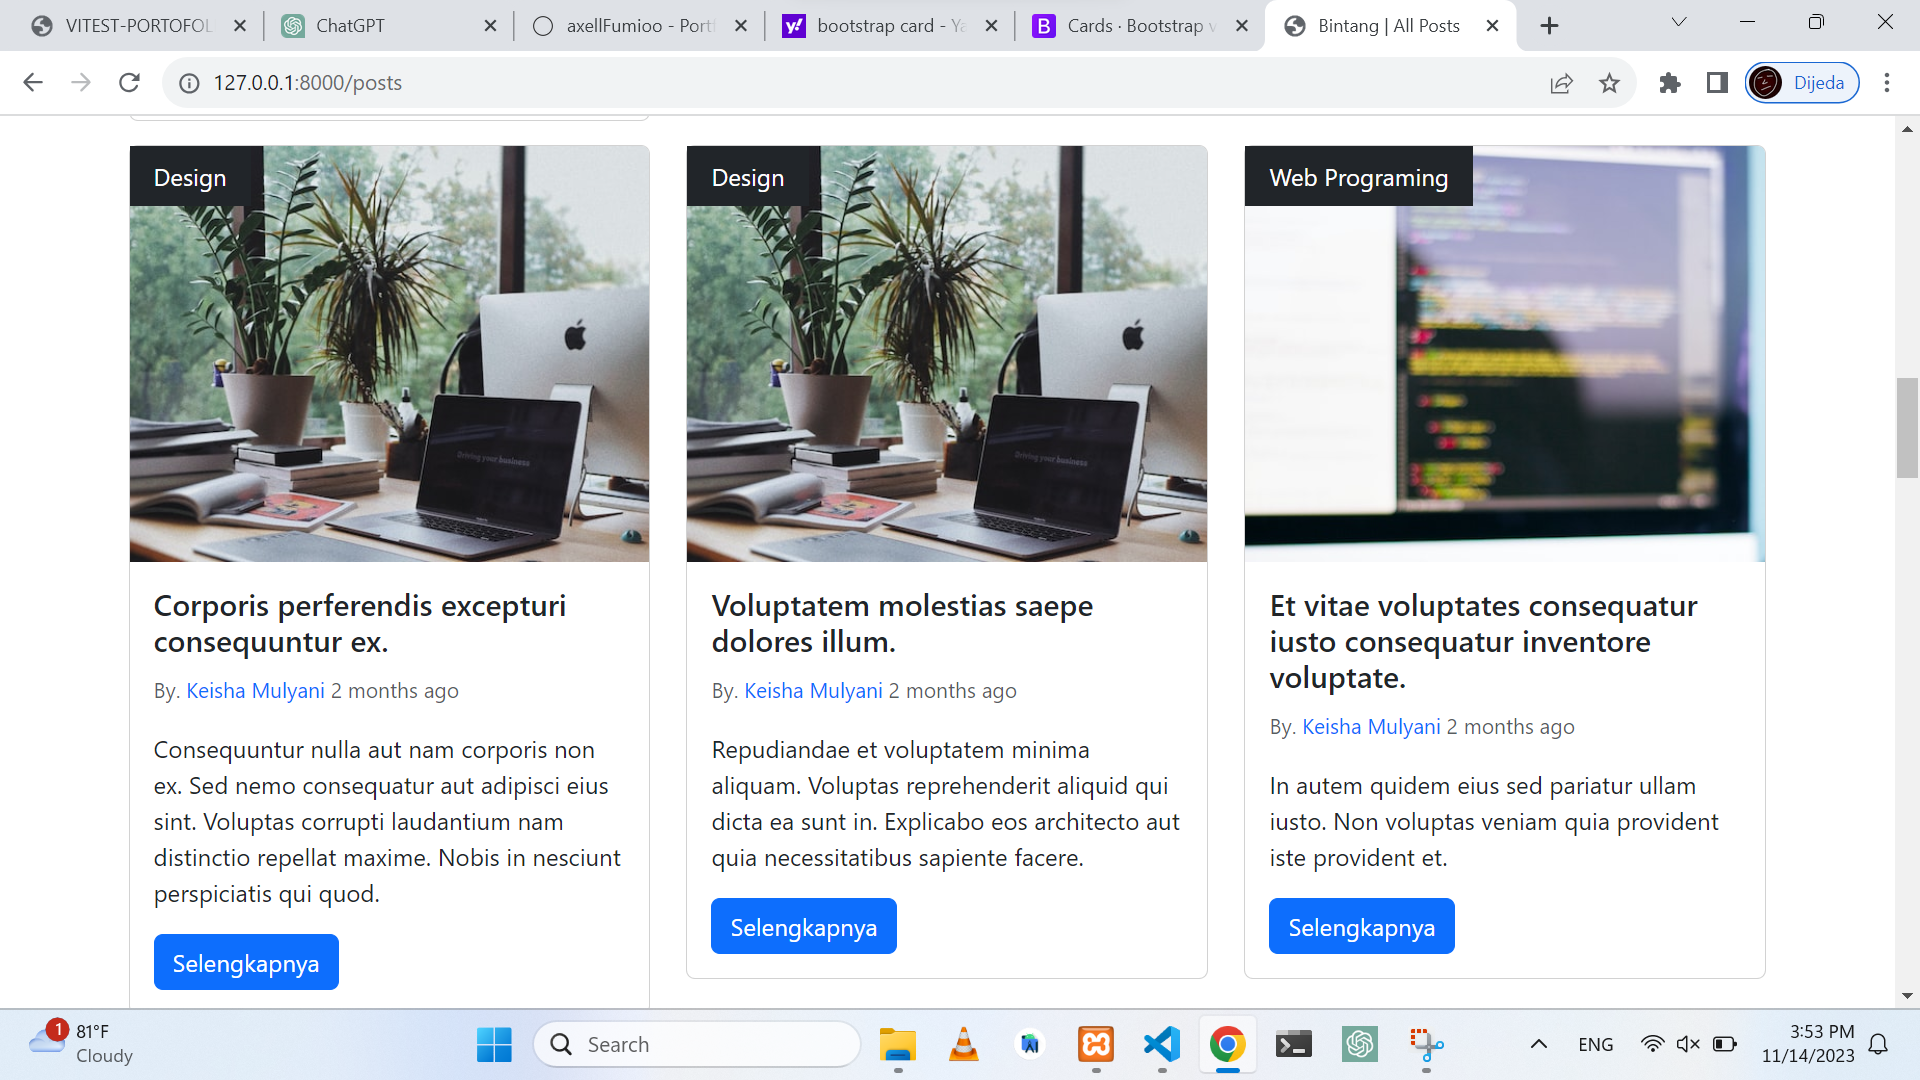 VITEST-PORTOFOL
ChatGPT
axellFumioo - Portf
bootstrap card - Ya
Cards · Bootstrap v
Bintang | All Posts
127.0.0.1:8000/posts
Dijeda
Design
Design
Web Programing
Driving your business
Driving your business
Corporis perferendis excepturi
consequuntur ex.
By. Keisha Mulyani 2 months ago
Consequuntur nulla aut nam corporis non
ex. Sed nemo consequatur aut adipisci eius
sint. Voluptas corrupti laudantium nam
distinctio repellat maxime. Nobis in nesciunt
perspiciatis qui quod.
Selengkapnya
Voluptatem molestias saepe
dolores illum.
By. Keisha Mulyani 2 months ago
Repudiandae et voluptatem minima
aliquam. Voluptas reprehenderit aliquid qui
dicta ea sunt in. Explicabo eos architecto aut
quia necessitatibus sapiente facere.
Selengkapnya
Et vitae voluptates consequatur
iusto consequatur inventore
voluptate.
By. Keisha Mulyani 2 months ago
In autem quidem eius sed pariatur ullam
iusto. Non voluptas veniam quia provident
iste provident et.
Selengkapnya
1
81°F
Cloudy
Search
ENG
3:53 PM
11/14/2023